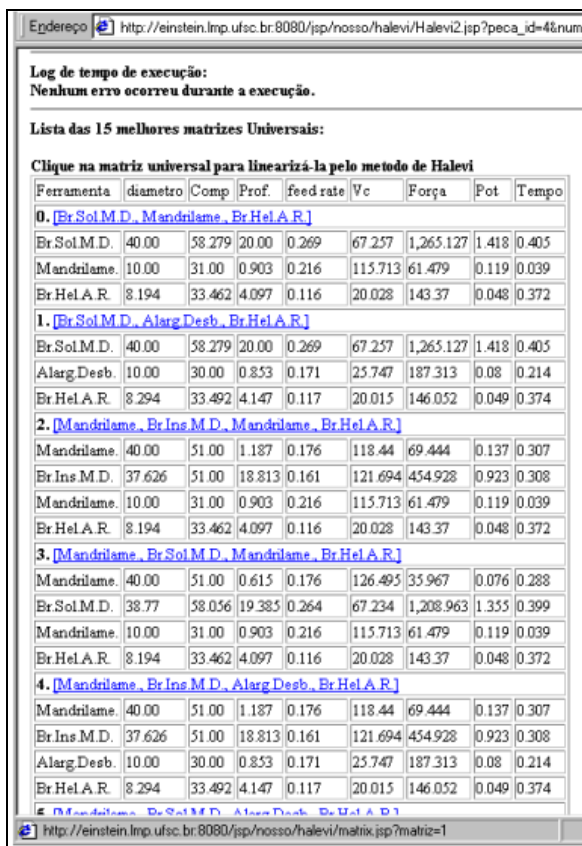 Endereço http://einstein.lmp.ufsc.br:8080/jsp/nosso/halevi/Halevi2.jsp?peca_id=4&num
Log de tempo de execução:
Nenhum erro ocorreu durante a execução.
Lista das 15 melhores matrizes Universais:
Clique na matriz universal para linearizá-la pelo metodo de Halevi
Ferramenta diametro Comp Prof. feed rate Vc Força Pot Tempo
0. [Br.Sol.M.D., Mandrilame., Br.Hel.A.R.]
Br.Sol.M.D. 40.00 58.279 20.00 0.269 67.257 1,265.127 1.418 0.405
Mandrilame. 10.00 31.00 0.903 0.216 115.713 61.479 0.119 0.039
Br.Hel.A.R. 8.194 33.462 4.097 0.116 20.028 143.37 0.048 0.372
1. [Br.Sol.M.D., Alarg.Desb., Br.Hel.A.R.]
Br.Sol.M.D. 40.00 58.279 20.00 0.269 67.257 1,265.127 1.418 0.405
Alarg.Desb. 10.00 30.00 0.853 0.171 25.747 187.313 0.08 0.214
Br.Hel.A.R. 8.294 33.492 4.147 0.117 20.015 146.052 0.049 0.374
2. [Mandrilame., Br.Ins.M.D., Mandrilame., Br.Hel.A.R.]
Mandrilame. 40.00 51.00 1.187 0.176 118.44 69.444 0.137 0.307
Br.Ins.M.D. 37.626 51.00 18.813 0.161 121.694 454.928 0.923 0.308
Mandrilame. 10.00 31.00 0.903 0.216 115.713 61.479 0.119 0.039
Br.Hel.A.R. 8.194 33.462 4.097 0.116 20.028 143.37 0.048 0.372
3. [Mandrilame., Br.Sol.M.D., Mandrilame., Br.Hel.A.R.]
Mandrilame. 40.00 51.00 0.615 0.176 126.495 35.967 0.076 0.288
Br.Sol.M.D. 38.77 58.056 19.385 0.264 67.234 1,208.963 1.355 0.399
Mandrilame. 10.00 31.00 0.903 0.216 115.713 61.479 0.119 0.039
Br.Hel.A.R. 8.194 33.462 4.097 0.116 20.028 143.37 0.048 0.372
4. [Mandrilame., Br.Ins.M.D., Alarg.Desb., Br.Hel.A.R.]
Mandrilame. 40.00 51.00 1.187 0.176 118.44 69.444 0.137 0.307
Br.Ins.M.D. 37.626 51.00 18.813 0.161 121.694 454.928 0.923 0.308
Alarg.Desb. 10.00 30.00 0.853 0.171 25.747 187.313 0.08 0.214
Br.Hel.A.R. 8.294 33.492 4.147 0.117 20.015 146.052 0.049 0.374
5. [Mandrilame., Br.Sol.M.D., Alarg.Desb., Br.Hel.A.R.]
http://einstein.lmp.ufsc.br:8080/jsp/nosso/halevi/matrix.jsp?matriz=1